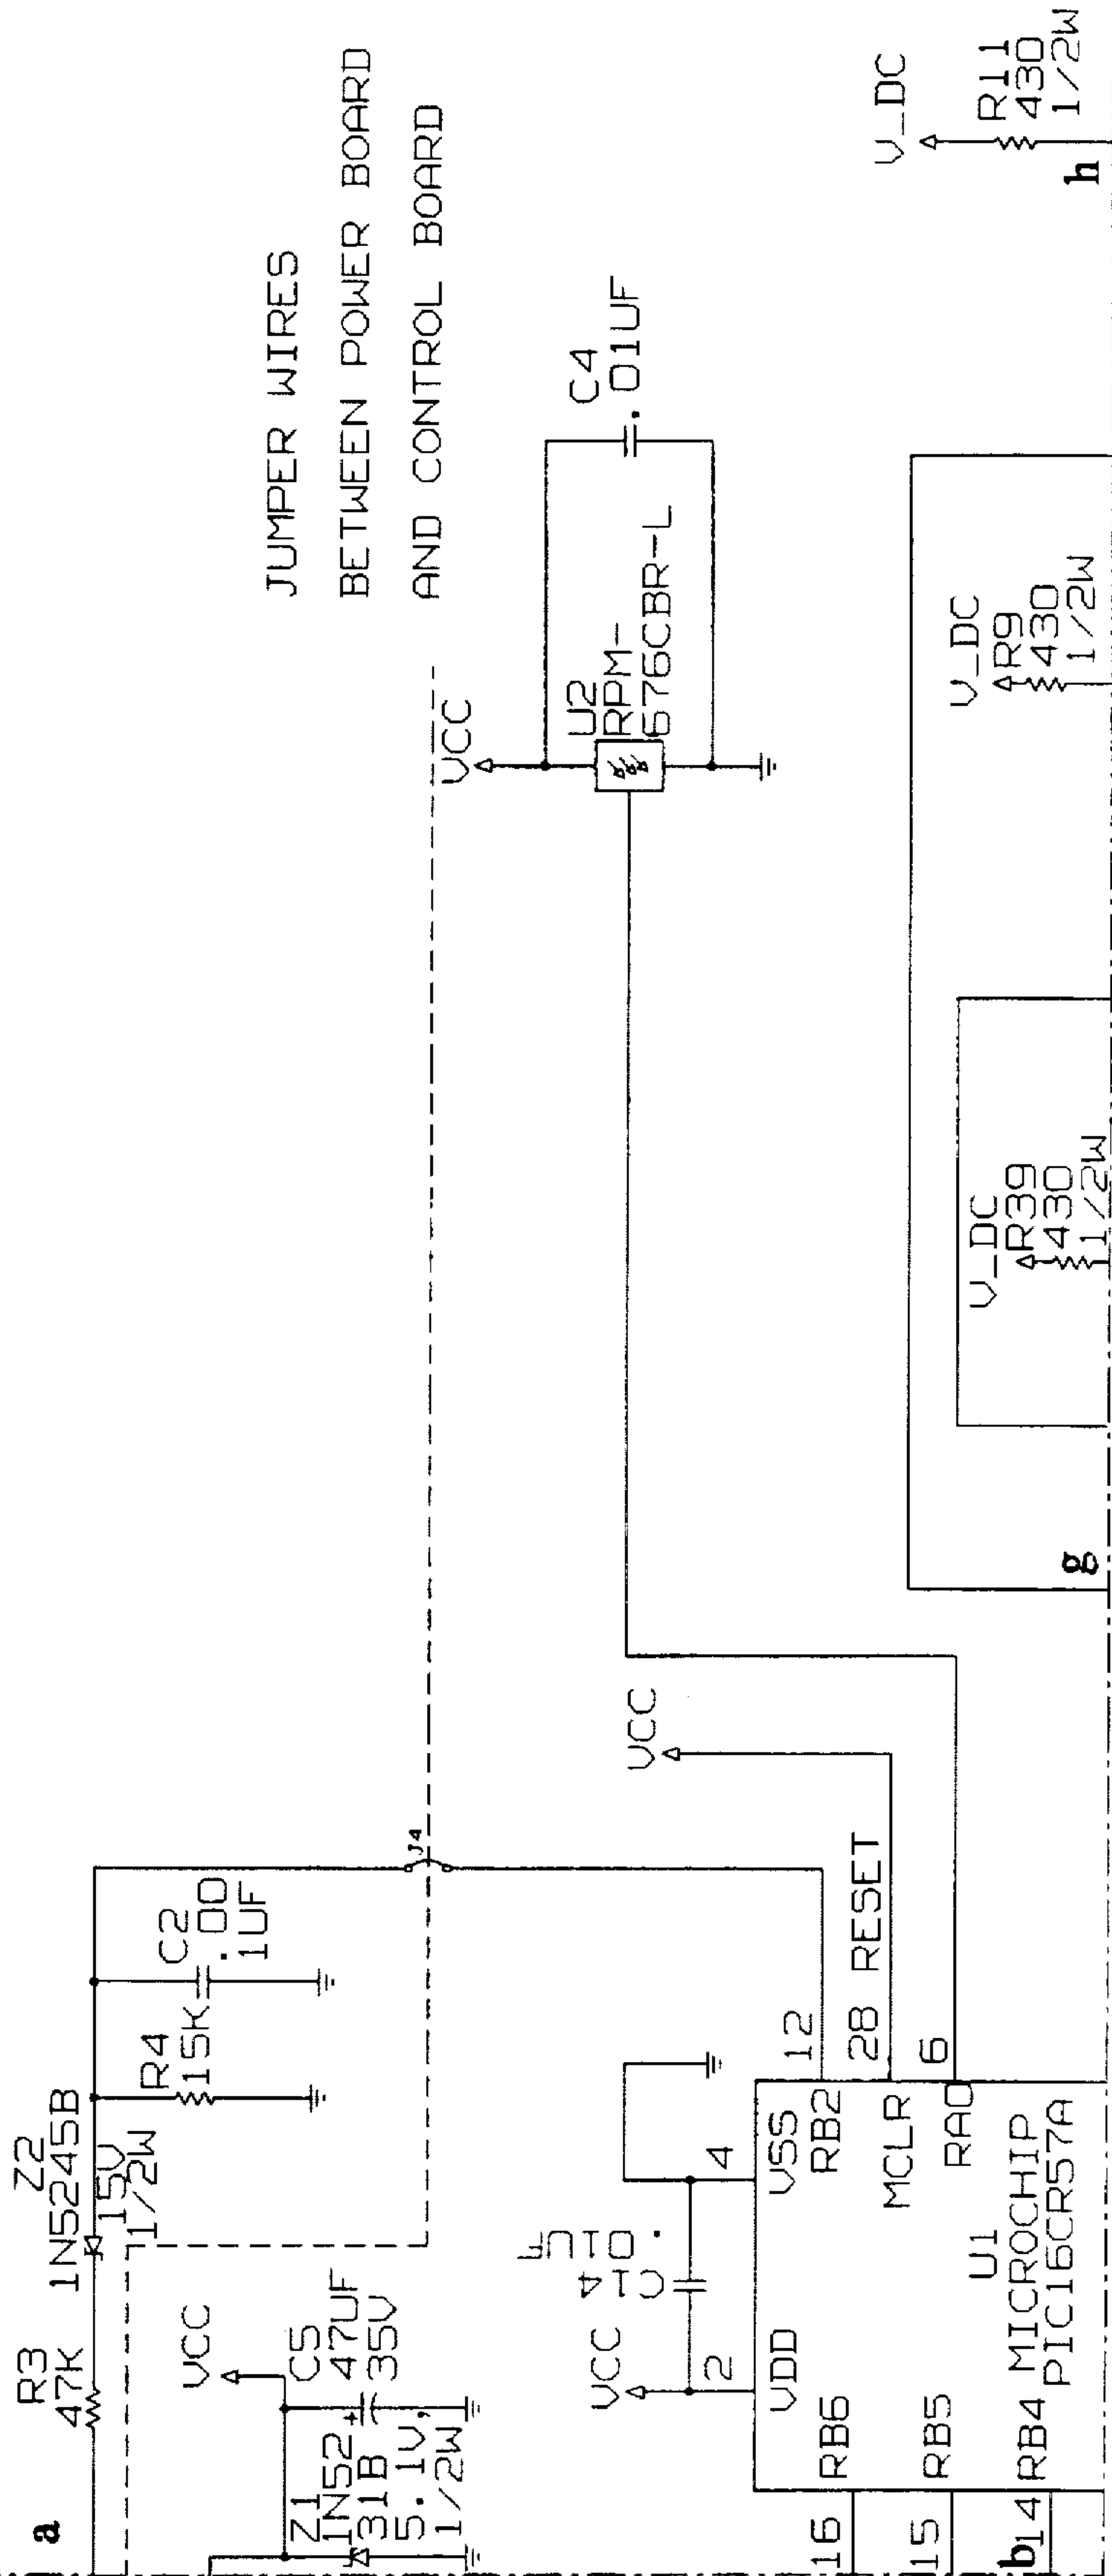 a
R3
47K
Z2
1N5245B
15V
1/2W
R4
15K
C2
.00
1UF
J4
JUMPER WIRES
BETWEEN POWER BOARD
AND CONTROL BOARD
VCC
Z1
1N52
31B
5.1V,
1/2W
C5
+
47UF
35V
VCC
C14
.01UF
2
VDD
4
VSS
12
RB2
28 RESET
MCLR
6
RA0
VCC
U1
MICROCHIP
PIC16CR57A
16
RB6
15
RB5
b
14
RB4
VCC
U2
RPM-
676CBR-L
C4
.01UF
g
V_DC
R39
430
1/2W
V_DC
R9
430
1/2W
V_DC
R11
430
1/2W
h